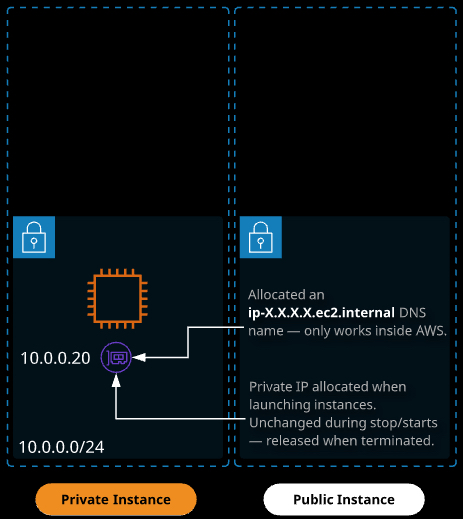 Allocated an
ip-X.X.X.X.ec2.internal DNS
name — only works inside AWS.
10.0.0.20
Private IP allocated when
launching instances.
Unchanged during stop/starts
— released when terminated.
10.0.0.0/24
Private Instance
Public Instance